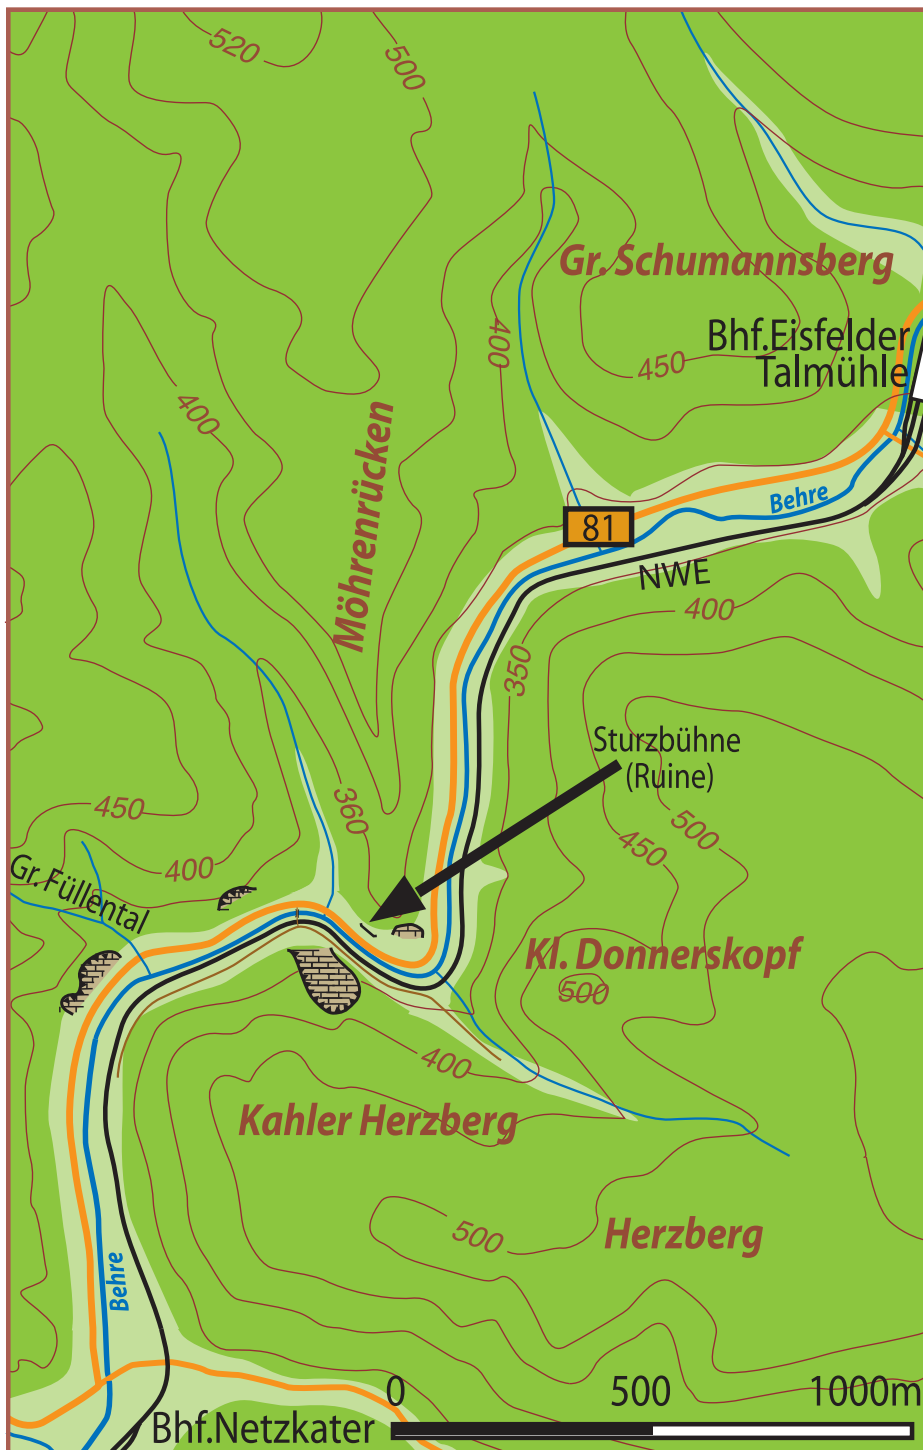 520
500
Gr. Schumannsberg
Bhf.Eisfelder
Talmühle
400
450
400
Möhrenrücken
Behre
81
NWE
400
350
Sturzbühne
(Ruine)
360
450
500
450
400
Gr. Füllental
Kl. Donnerskopf
500
400
Kahler Herzberg
500
Herzberg
Behre
0 500 1000m
Bhf.Netzkater